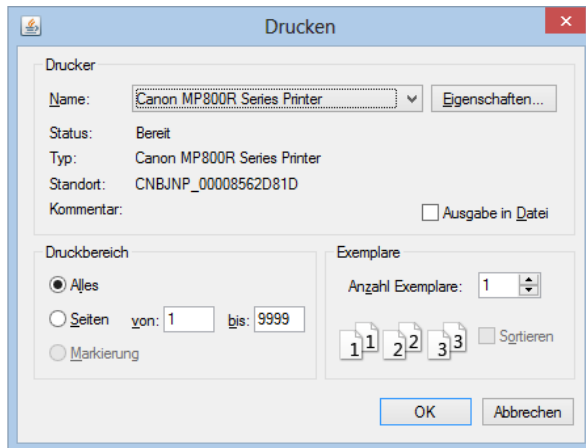 Drucken
Drucker
Name: Canon MP800R Series Printer Eigenschaften...
Status: Bereit
Typ: Canon MP800R Series Printer
Standort: CNBJNP_00008562D81D
Kommentar: Ausgabe in Datei
Druckbereich
Alles
Seiten von: 1 bis: 9999
Markierung
Exemplare
Anzahl Exemplare: 1
1 1 2 2 3 3 Sortieren
OK Abbrechen